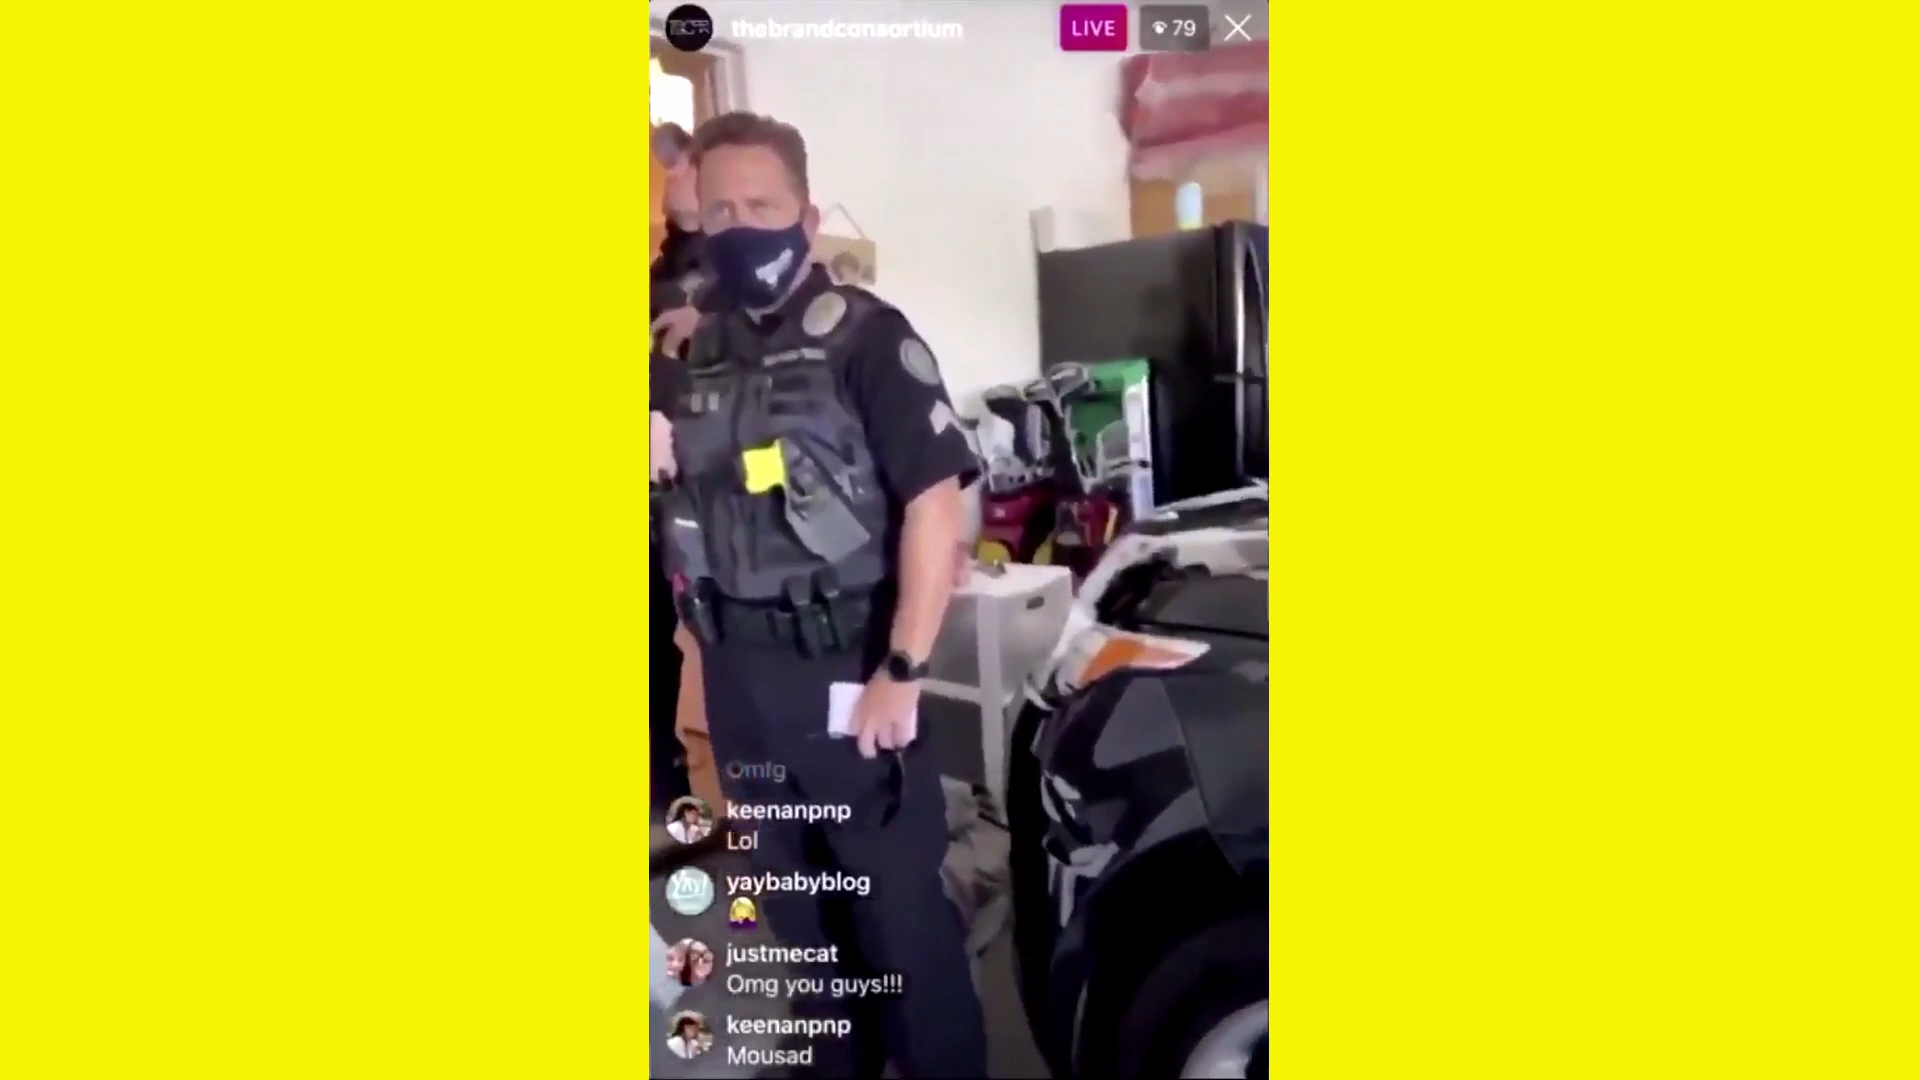 thebrandconsortium
LIVE
79
Omfg
keenanpnp
Lol
yaybabyblog
justmecat
Omg you guys!!!
keenanpnp
Mousad